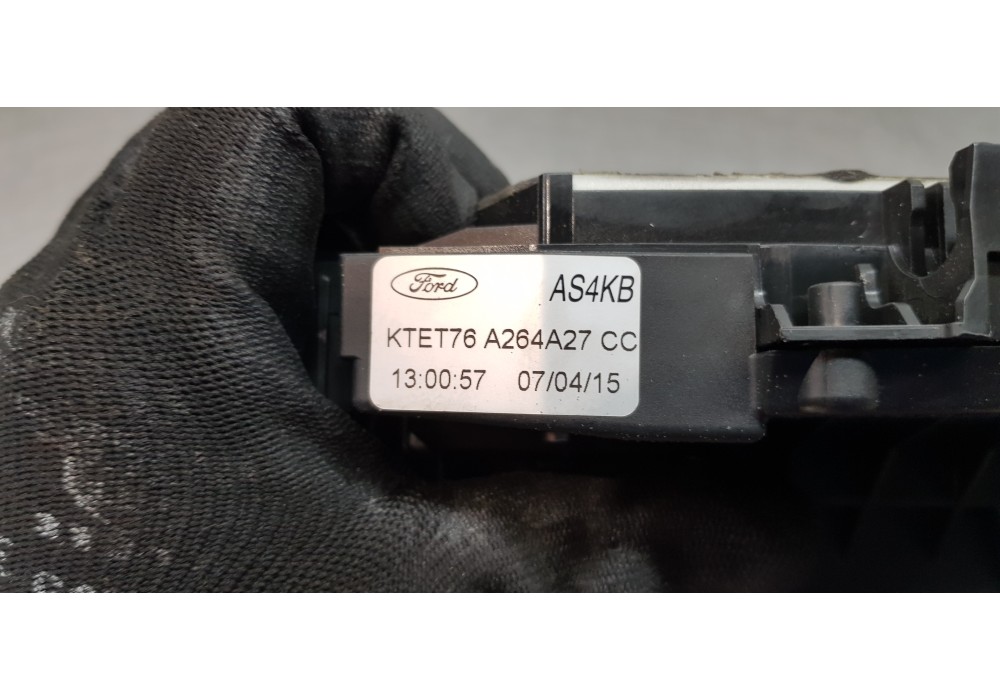 Ford AS4KB
KTET76 A264A27 CC
13:00:57 07/04/15